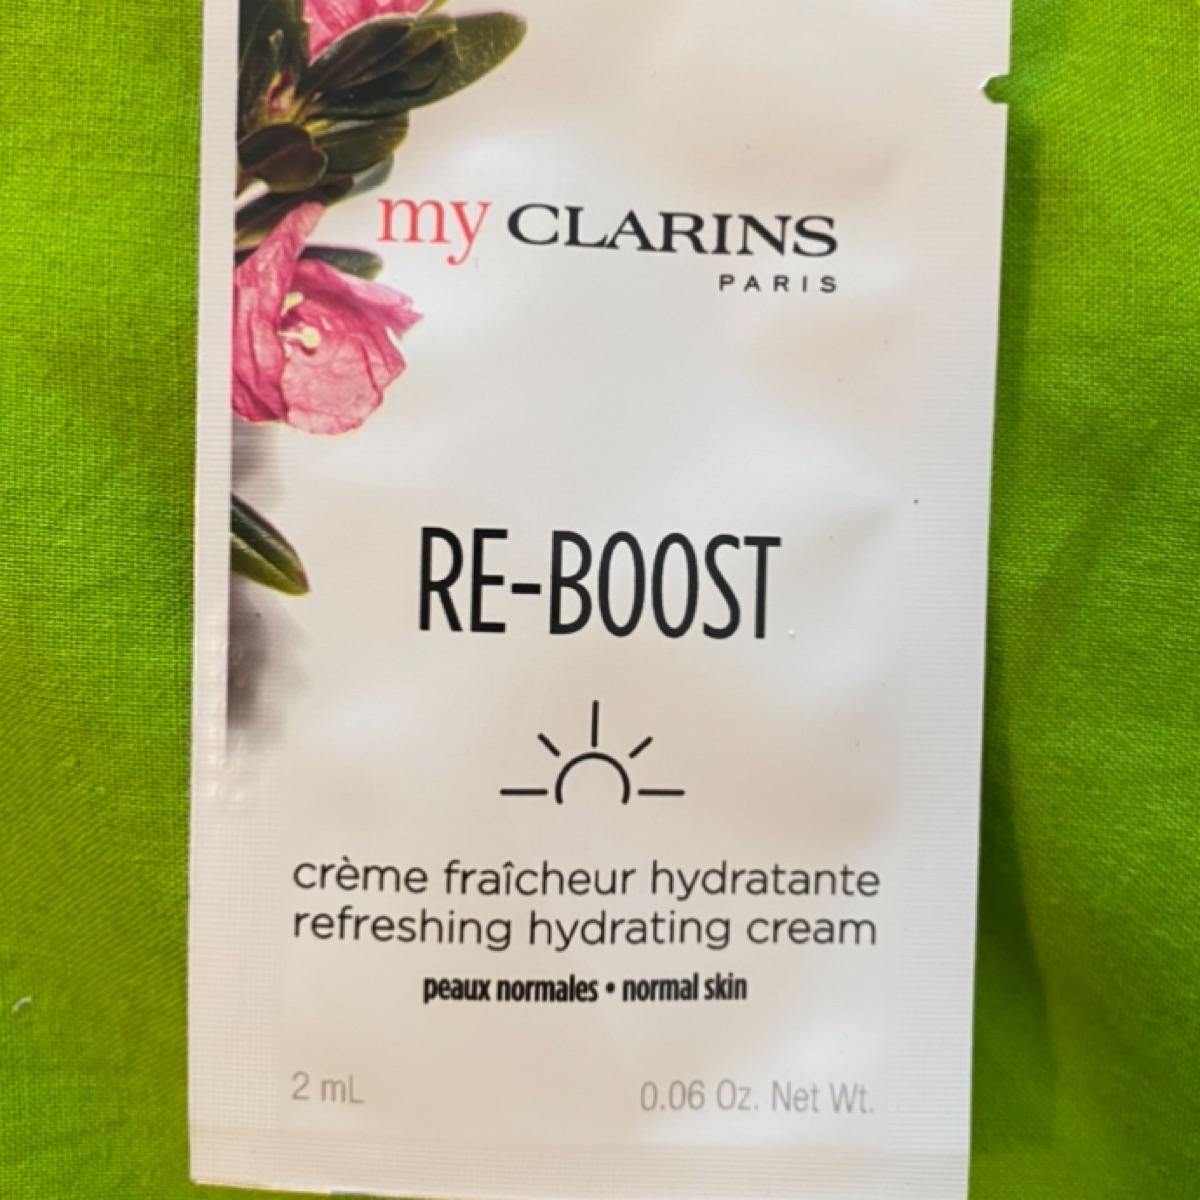 my CLARINS
PARIS
RE-BOOST
crème fraîcheur hydratante
refreshing hydrating cream
peaux normales • normal skin
2 mL 0.06 Oz. Net Wt.